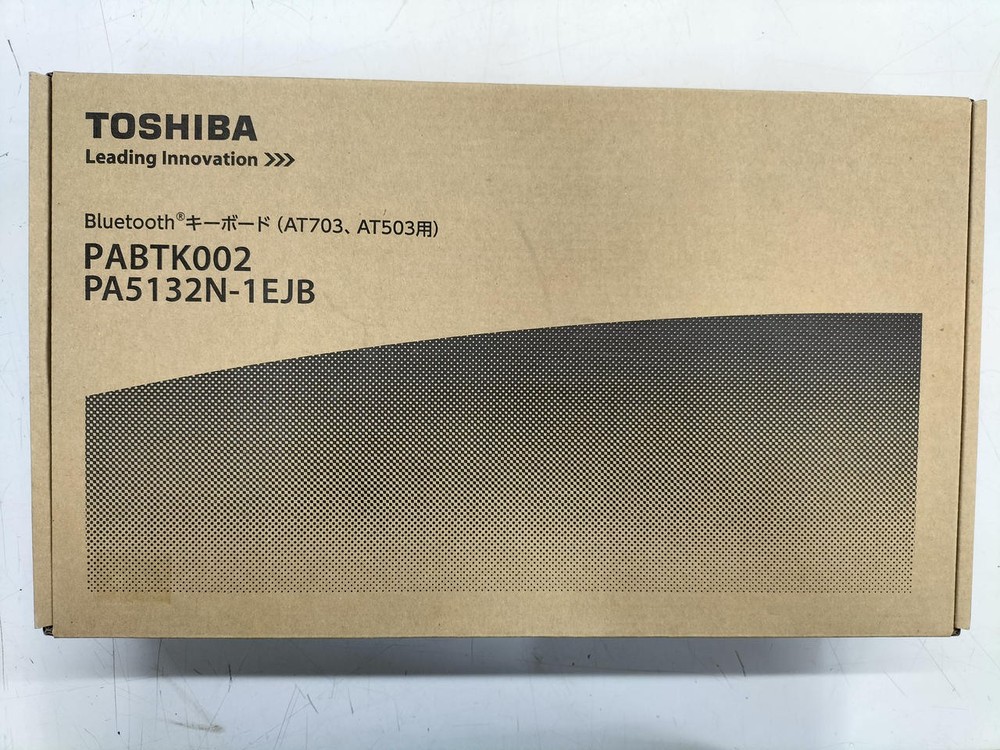 TOSHIBA
Leading Innovation >>>
Bluetooth®キーボード (AT703、AT503用)
PABTK002
PA5132N-1EJB